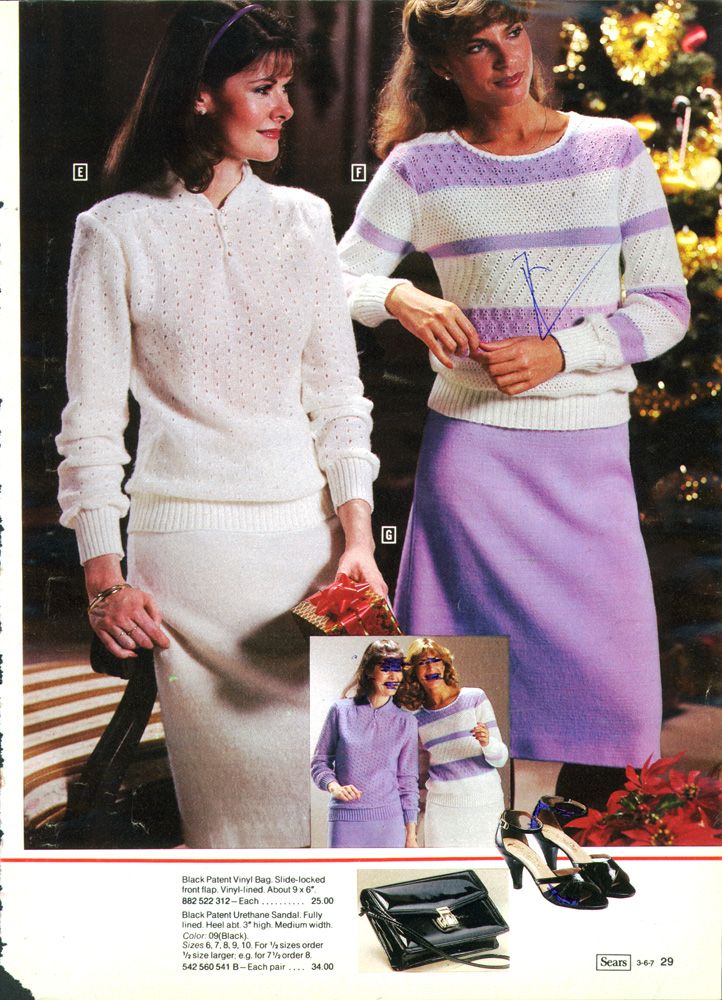 E
F
G
Black Patent Vinyl Bag. Slide-locked
front flap. Vinyl-lined. About 9 x 6".
882 522 312–Each .......... 25.00
Black Patent Urethane Sandal. Fully
lined. Heel abt. 3" high. Medium width.
Color: 09(Black).
Sizes 6, 7, 8, 9, 10. For ½ sizes order
½ size larger; e.g. for 7½ order 8.
542 560 541 B–Each pair .... 34.00
Sears 3-6-7 29